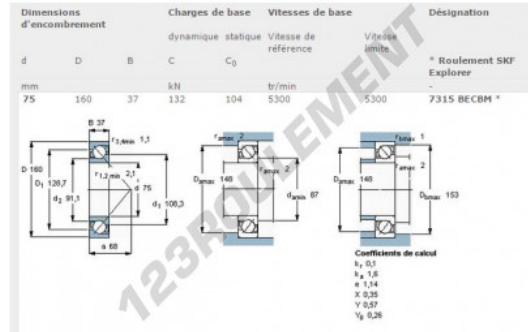 Dimensions d'encombrement Charges de base Vitesses de base Désignation
dynamique statique Vitesse de référence Vitesse limite
d D B C C0 * Roulement SKF Explorer
mm kN tr/min -
75 160 37 132 104 5300 5300 7315 BECBM *
B 37
r3,4min 1,1
r1,2 min 2,1
D 160
D1 128,7
d2 91,1
d 75
d1 108,3
a 68
ramax 2
ramax 2
Damax 148
damin 87
rbmax 1
ramax 2
Damax 148
Dbmax 153
Coefficients de calcul
kr 0,1
ka 1,6
e 1,14
X 0,35
Y 0,57
Y0 0,26
123ROULEMENT